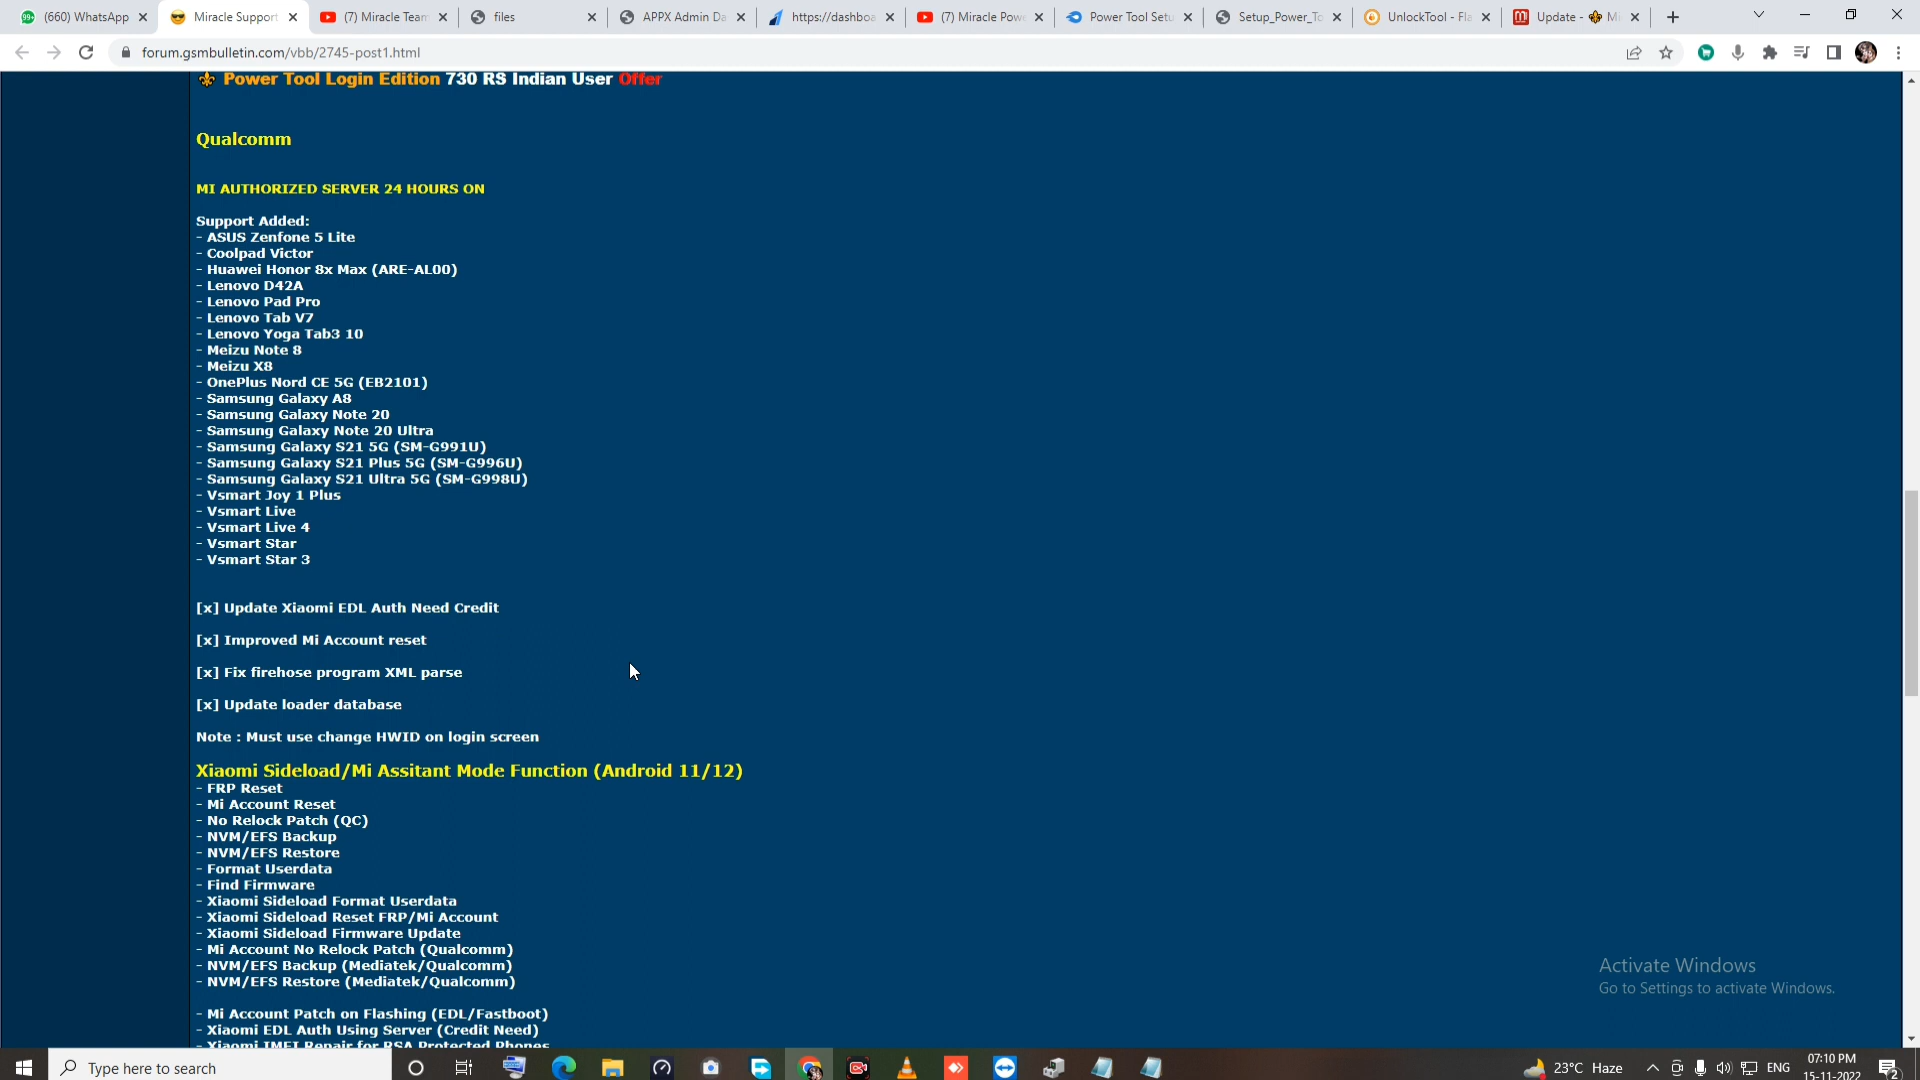 (660) WhatsApp
Miracle Support
(7) Miracle Team
files
APPX Admin Da
https://dashboa
(7) Miracle Powe
Power Tool Setu
Setup_Power_To
UnlockTool - Fla
Update - ⚜ Mi
forum.gsmbulletin.com/vbb/2745-post1.html
⚜ Power Tool Login Edition 730 RS Indian User Offer
Qualcomm
MI AUTHORIZED SERVER 24 HOURS ON
Support Added:
- ASUS Zenfone 5 Lite
- Coolpad Victor
- Huawei Honor 8x Max (ARE-AL00)
- Lenovo D42A
- Lenovo Pad Pro
- Lenovo Tab V7
- Lenovo Yoga Tab3 10
- Meizu Note 8
- Meizu X8
- OnePlus Nord CE 5G (EB2101)
- Samsung Galaxy A8
- Samsung Galaxy Note 20
- Samsung Galaxy Note 20 Ultra
- Samsung Galaxy S21 5G (SM-G991U)
- Samsung Galaxy S21 Plus 5G (SM-G996U)
- Samsung Galaxy S21 Ultra 5G (SM-G998U)
- Vsmart Joy 1 Plus
- Vsmart Live
- Vsmart Live 4
- Vsmart Star
- Vsmart Star 3
[x] Update Xiaomi EDL Auth Need Credit
[x] Improved Mi Account reset
[x] Fix firehose program XML parse
[x] Update loader database
Note : Must use change HWID on login screen
Xiaomi Sideload/Mi Assitant Mode Function (Android 11/12)
- FRP Reset
- Mi Account Reset
- No Relock Patch (QC)
- NVM/EFS Backup
- NVM/EFS Restore
- Format Userdata
- Find Firmware
- Xiaomi Sideload Format Userdata
- Xiaomi Sideload Reset FRP/Mi Account
- Xiaomi Sideload Firmware Update
- Mi Account No Relock Patch (Qualcomm)
- NVM/EFS Backup (Mediatek/Qualcomm)
- NVM/EFS Restore (Mediatek/Qualcomm)
- Mi Account Patch on Flashing (EDL/Fastboot)
- Xiaomi EDL Auth Using Server (Credit Need)
- Xiaomi IMEI Repair for RSA Protected Phones
Activate Windows
Go to Settings to activate Windows.
Type here to search
23°C Haze
ENG
07:10 PM
15-11-2022
2